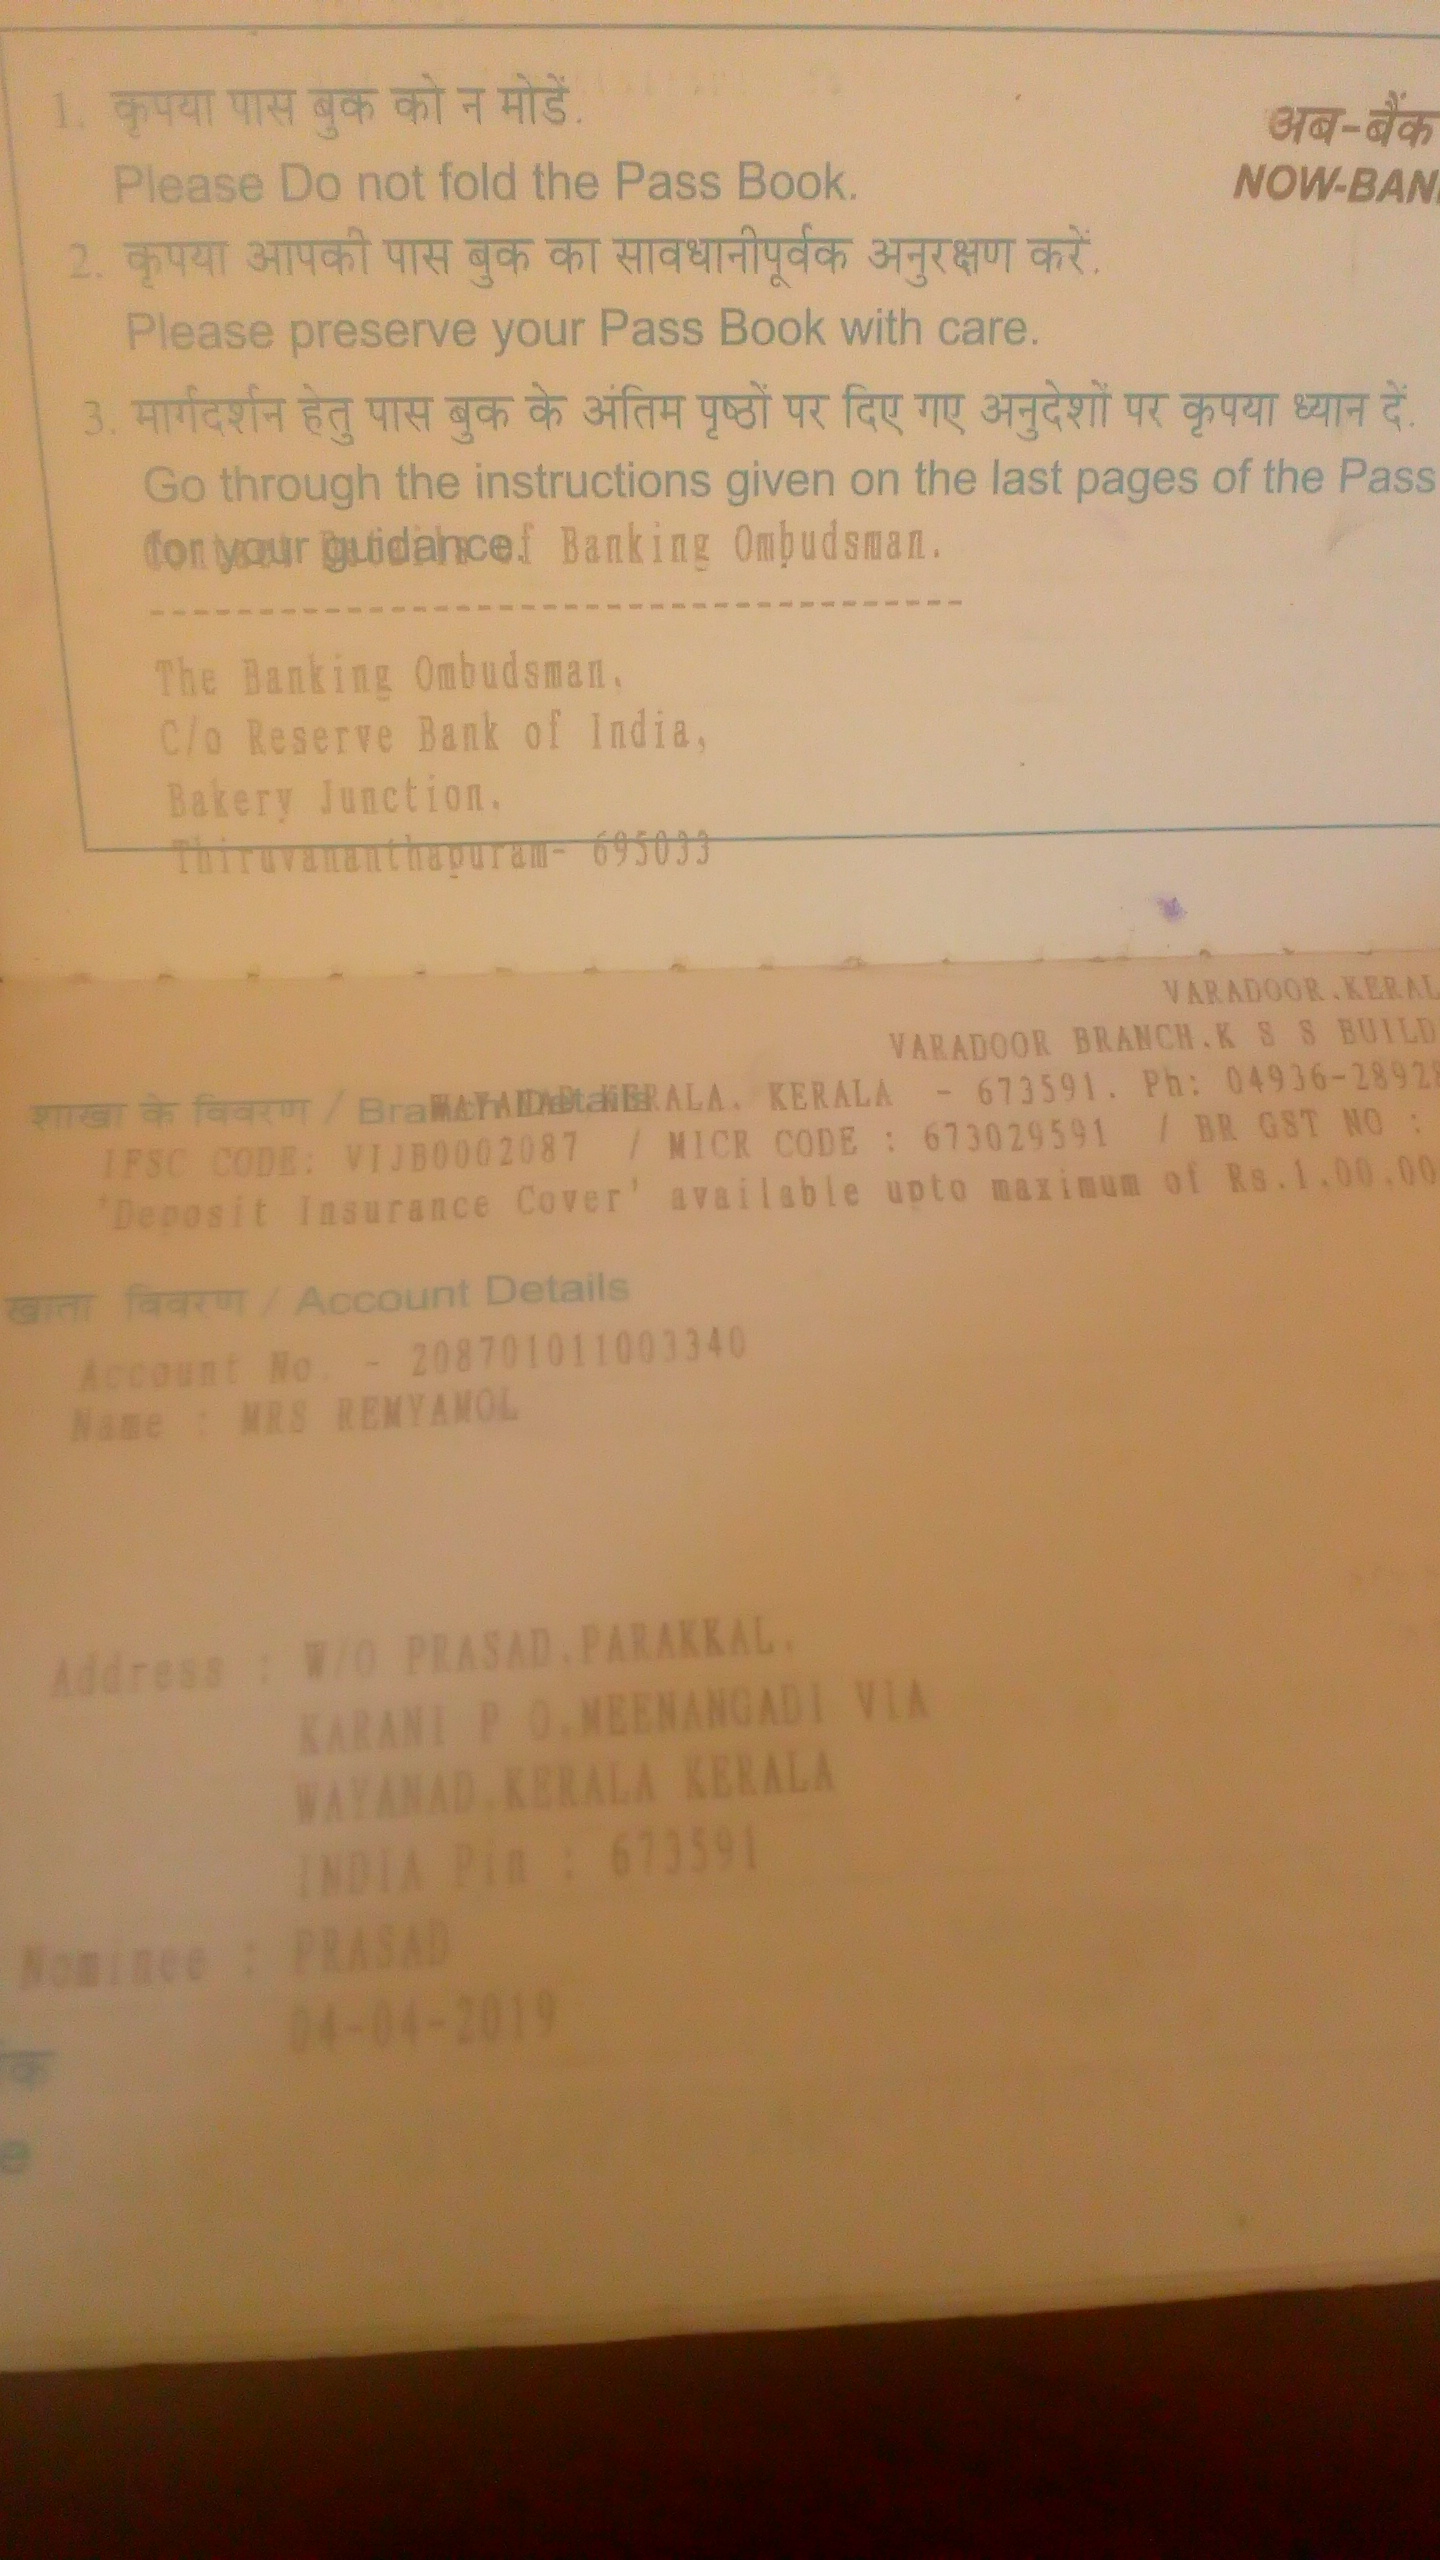 1. कृपया पास बुक को न मोडें.
अब-बैंक
Please Do not fold the Pass Book.
NOW-BAN
2. कृपया आपकी पास बुक का सावधानीपूर्वक अनुरक्षण करें.
Please preserve your Pass Book with care.
3. मार्गदर्शन हेतु पास बुक के अंतिम पृष्ठों पर दिए गए अनुदेशों पर कृपया ध्यान दें.
Go through the instructions given on the last pages of the Pass
for your guidance.
of Banking Ombudsman.
--------------------------------------
The Banking Ombudsman,
C/o Reserve Bank of India,
Bakery Junction,
Thiruvananthapuram- 695033
VARADOOR,KERAL
VARADOOR BRANCH,K S S BUILD
शाखा के विवरण / Branch Details
WAYANAD KERALA, KERALA - 673591. Ph: 04936-28928
IFSC CODE: VIJB0002087 / MICR CODE : 673029591 / BR GST NO :
'Deposit Insurance Cover' available upto maximum of Rs.1,00,00
खाता विवरण / Account Details
Account No. - 208701011003340
Name : MRS REMYAMOL
Address : W/O PRASAD,PARAKKAL,
KARANI P O,MEENANGADI VIA
WAYANAD,KERALA KERALA
INDIA Pin : 673591
Nominee : PRASAD
04-04-2019
e